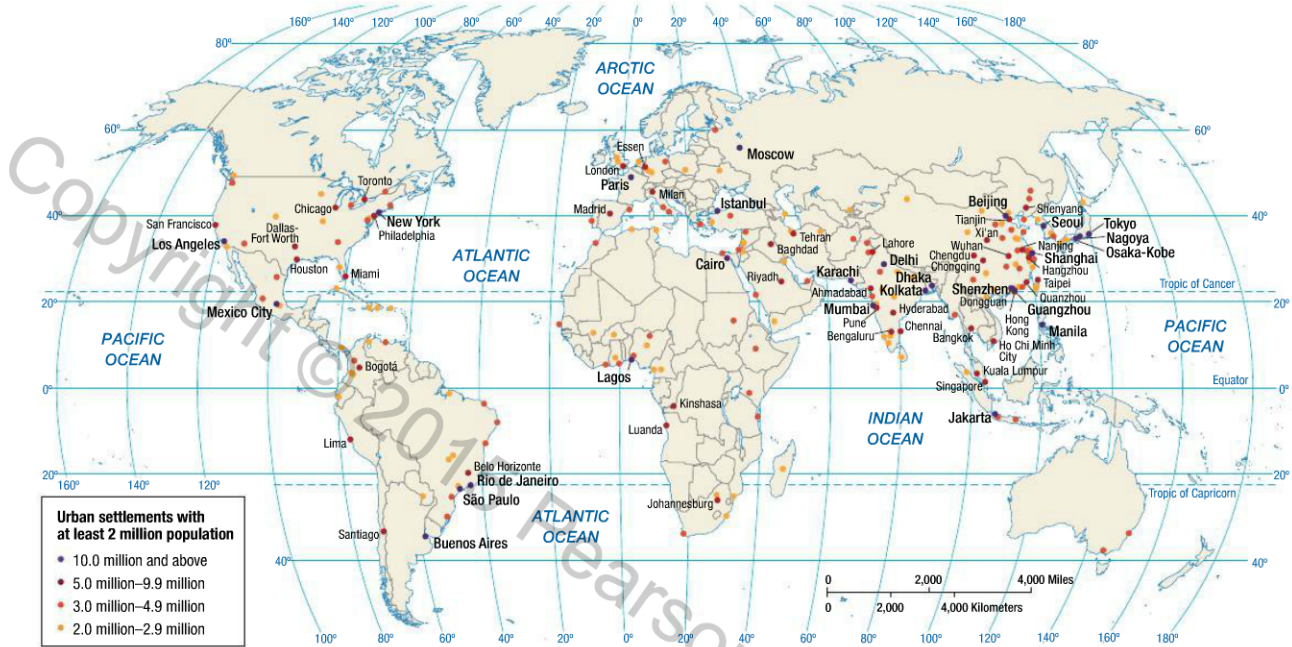 160° 140° 120° 100° 80° 60° 40° 20° 0° 20° 40° 60° 80° 100° 120° 140° 160° 180°
80° 80°
ARCTIC
OCEAN
60° 60°
40° 40°
Toronto
Chicago
San Francisco
Los Angeles
Dallas-
Fort Worth
Houston
Miami
New York
Philadelphia
Mexico City
ATLANTIC
OCEAN
PACIFIC
OCEAN
Essen
London
Paris
Milan
Madrid
Moscow
Istanbul
Cairo
Baghdad
Tehran
Riyadh
Lahore
Delhi
Karachi
Dhaka
Ahmadabad
Kolkata
Mumbai
Pune
Hyderabad
Bengaluru
Chennai
Beijing
Tianjin
Xi'an
Shenyang
Seoul
Tokyo
Nagoya
Osaka-Kobe
Wuhan
Nanjing
Chengdu
Shanghai
Chongqing
Hangzhou
Taipei
Shenzhen
Quanzhou
Dongguan
Guangzhou
Hong
Kong
Manila
Bangkok
Ho Chi Minh
City
Kuala Lumpur
Singapore
Jakarta
Tropic of Cancer
20° 20°
PACIFIC
OCEAN
Lagos
Kinshasa
Luanda
Johannesburg
INDIAN
OCEAN
Equator
0° 0°
Bogotá
Lima
Belo Horizonte
Rio de Janeiro
São Paulo
Santiago
Buenos Aires
ATLANTIC
OCEAN
20° 20°
Tropic of Capricorn
160° 140° 120°
40° 40°
Urban settlements with
at least 2 million population
10.0 million and above
5.0 million–9.9 million
3.0 million–4.9 million
2.0 million–2.9 million
0 2,000 4,000 Miles
0 2,000 4,000 Kilometers
100° 80° 60° 40° 20° 0° 20° 40° 60° 80° 100° 120° 140° 160° 180°
Copyright © 2015 Pearson